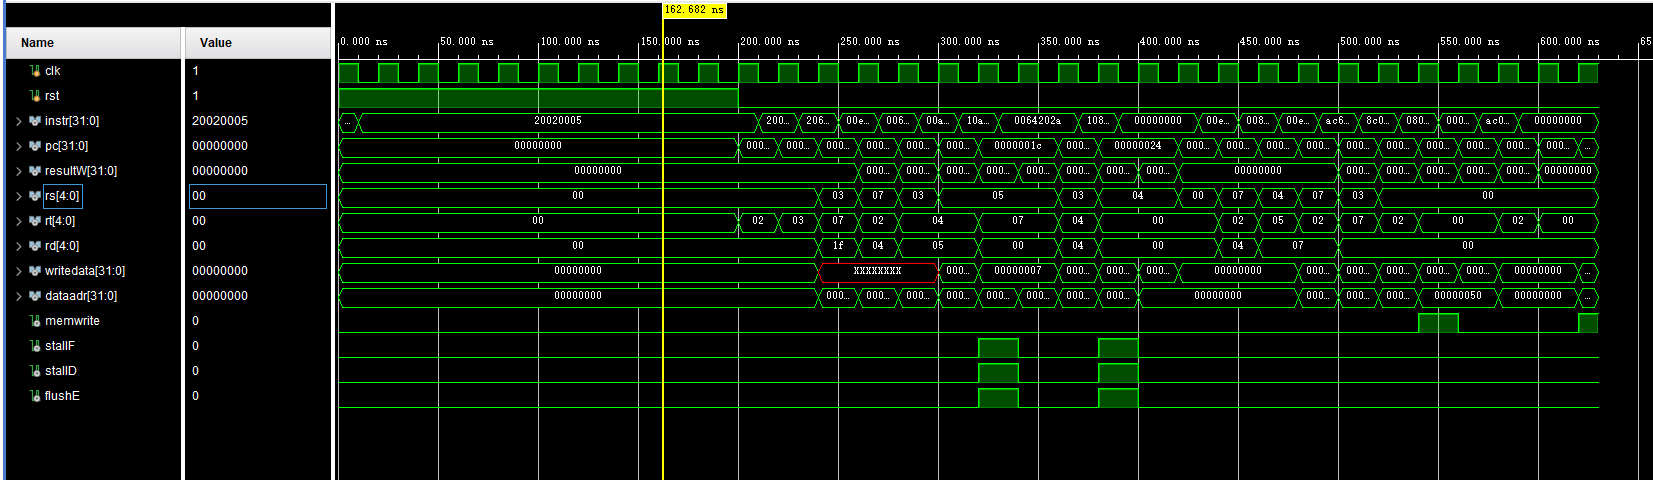 162.682 ns
Name Value
0.000 ns 50.000 ns 100.000 ns 150.000 ns 200.000 ns 250.000 ns 300.000 ns 350.000 ns 400.000 ns 450.000 ns 500.000 ns 550.000 ns 600.000 ns 65
clk 1
rst 1
instr[31:0] 20020005 ... 20020005 200... 206... 00e... 006... 00a... 10a... 0064202a 108... 00000000 00e... 008... 00e... ac6... 8c0... 080... 000... ac0... 00000000
pc[31:0] 00000000 00000000 000... 000... 000... 000... 000... 000... 0000001c 000... 00000024 000... 000... 000... 000... 000... 000... 000... 000... 000... 000... ...
resultW[31:0] 00000000 00000000 000... 000... 000... 000... 000... 000... 000... 000... 00000000 000... 000... 000... 000... 000... 00000000
rs[4:0] 00 00 03 07 03 05 03 04 00 07 04 07 03 00
rt[4:0] 00 00 02 03 07 02 04 07 04 00 02 05 02 07 02 00 02 00
rd[4:0] 00 00 1f 04 05 00 04 00 04 07 00
writedata[31:0] 00000000 00000000 XXXXXXXX 000... 00000007 000... 000... 000... 00000000 000... 000... 000... 000... 00000000 ...
dataadr[31:0] 00000000 00000000 000... 000... 000... 000... 000... 000... 000... 000... 00000000 000... 000... 000... 00000050 00000000 ...
memwrite 0
stallF 0
stallD 0
flushE 0